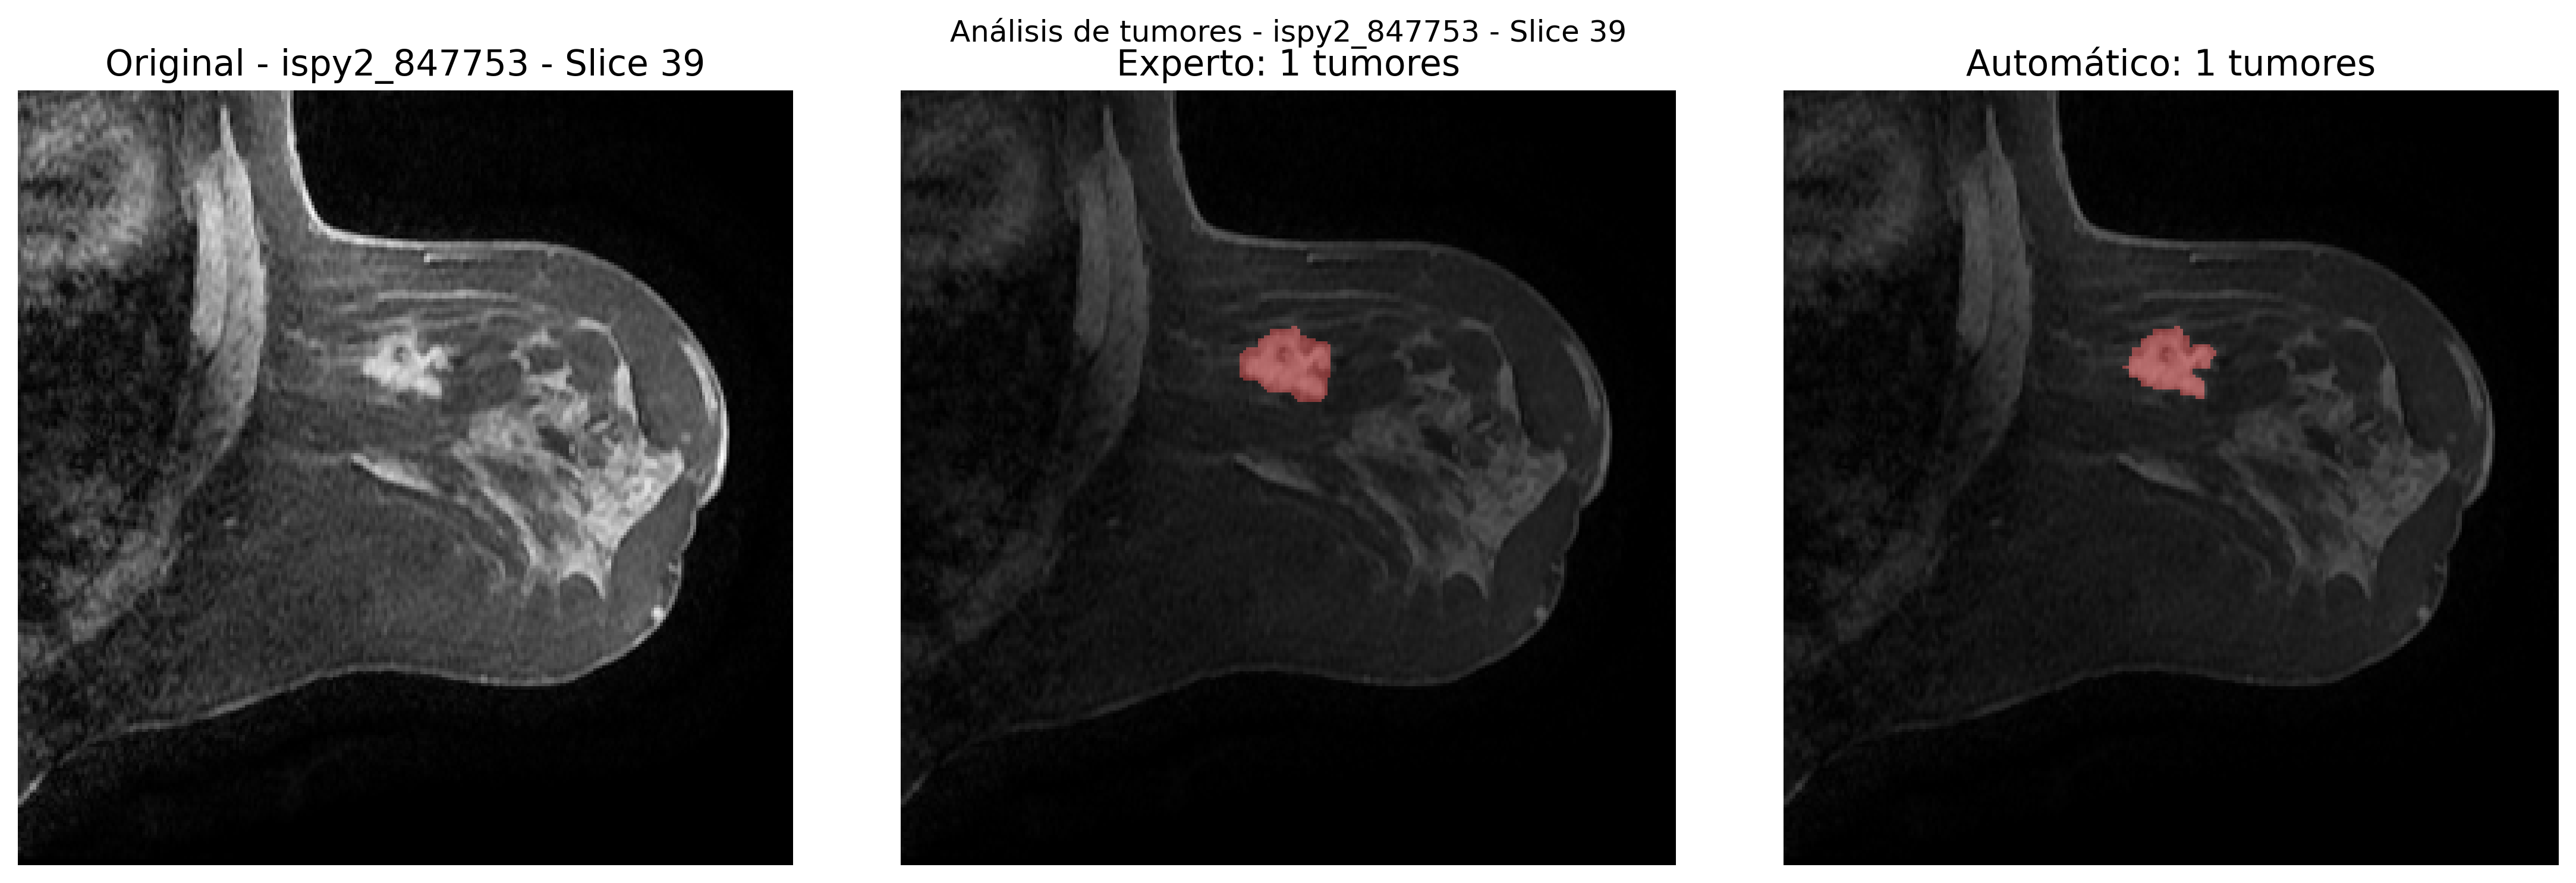 Análisis de tumores - ispy2_847753 - Slice 39
Original - ispy2_847753 - Slice 39
Experto: 1 tumores
Automático: 1 tumores